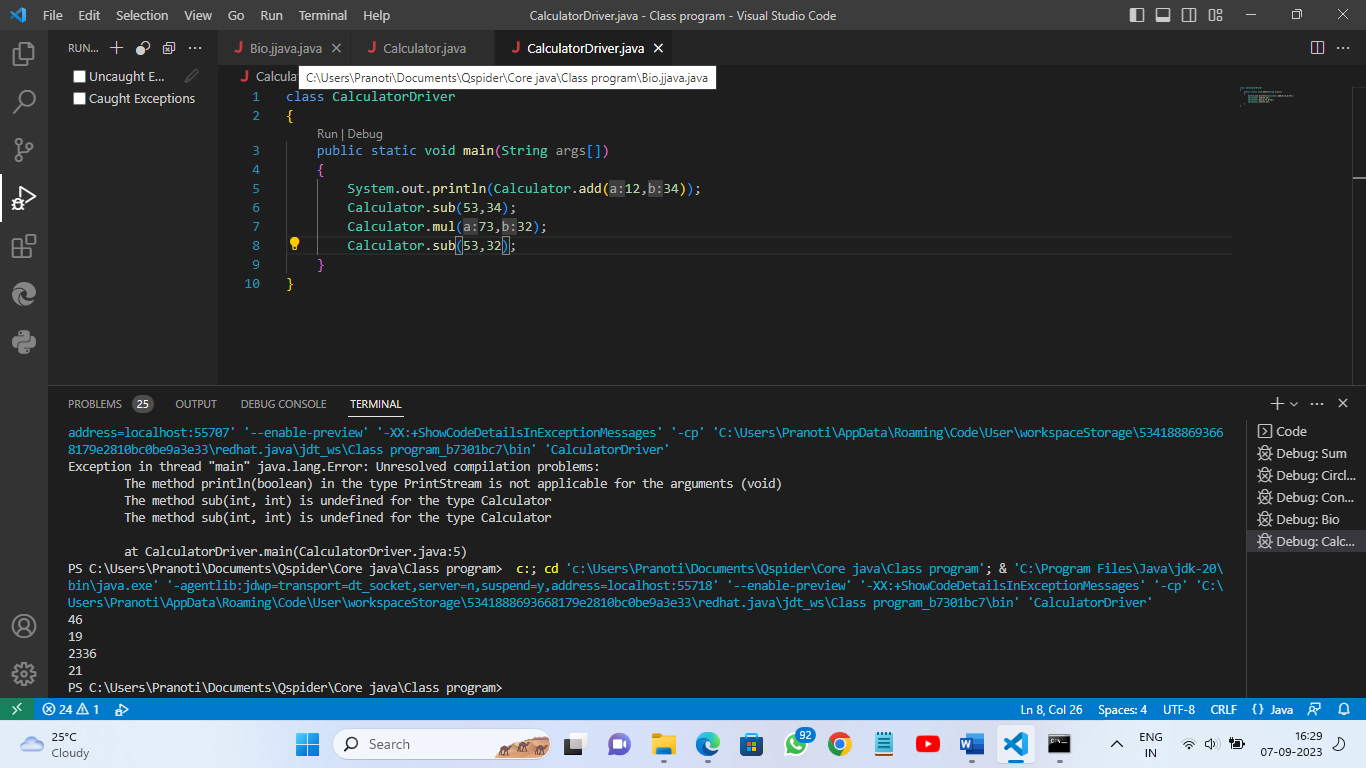 File Edit Selection View Go Run Terminal Help
CalculatorDriver.java - Class program - Visual Studio Code
RUN...
Uncaught E...
Caught Exceptions
Bio.jjava.java
Calculator.java
CalculatorDriver.java
Calcula
C:\Users\Pranoti\Documents\Qspider\Core java\Class program\Bio.jjava.java
1 class CalculatorDriver
2 {
Run | Debug
3 public static void main(String args[])
4 {
5 System.out.println(Calculator.add(a:12,b:34));
6 Calculator.sub(53,34);
7 Calculator.mul(a:73,b:32);
8 Calculator.sub(53,32);
9 }
10 }
PROBLEMS 25 OUTPUT DEBUG CONSOLE TERMINAL
address=localhost:55707' '--enable-preview' '-XX:+ShowCodeDetailsInExceptionMessages' '-cp' 'C:\Users\Pranoti\AppData\Roaming\Code\User\workspaceStorage\534188869366
8179e2810bc0be9a3e33\redhat.java\jdt_ws\Class program_b7301bc7\bin' 'CalculatorDriver'
Exception in thread "main" java.lang.Error: Unresolved compilation problems:
The method println(boolean) in the type PrintStream is not applicable for the arguments (void)
The method sub(int, int) is undefined for the type Calculator
The method sub(int, int) is undefined for the type Calculator
at CalculatorDriver.main(CalculatorDriver.java:5)
PS C:\Users\Pranoti\Documents\Qspider\Core java\Class program> c:; cd 'c:\Users\Pranoti\Documents\Qspider\Core java\Class program'; & 'C:\Program Files\Java\jdk-20\
bin\java.exe' '-agentlib:jdwp=transport=dt_socket,server=n,suspend=y,address=localhost:55718' '--enable-preview' '-XX:+ShowCodeDetailsInExceptionMessages' '-cp' 'C:\
Users\Pranoti\AppData\Roaming\Code\User\workspaceStorage\5341888693668179e2810bc0be9a3e33\redhat.java\jdt_ws\Class program_b7301bc7\bin' 'CalculatorDriver'
46
19
2336
21
PS C:\Users\Pranoti\Documents\Qspider\Core java\Class program>
Code
Debug: Sum
Debug: Circl...
Debug: Con...
Debug: Bio
Debug: Calc...
24 1
Ln 8, Col 26 Spaces: 4 UTF-8 CRLF {} Java
25°C
Cloudy
Search
92
ENG
IN
16:29
07-09-2023